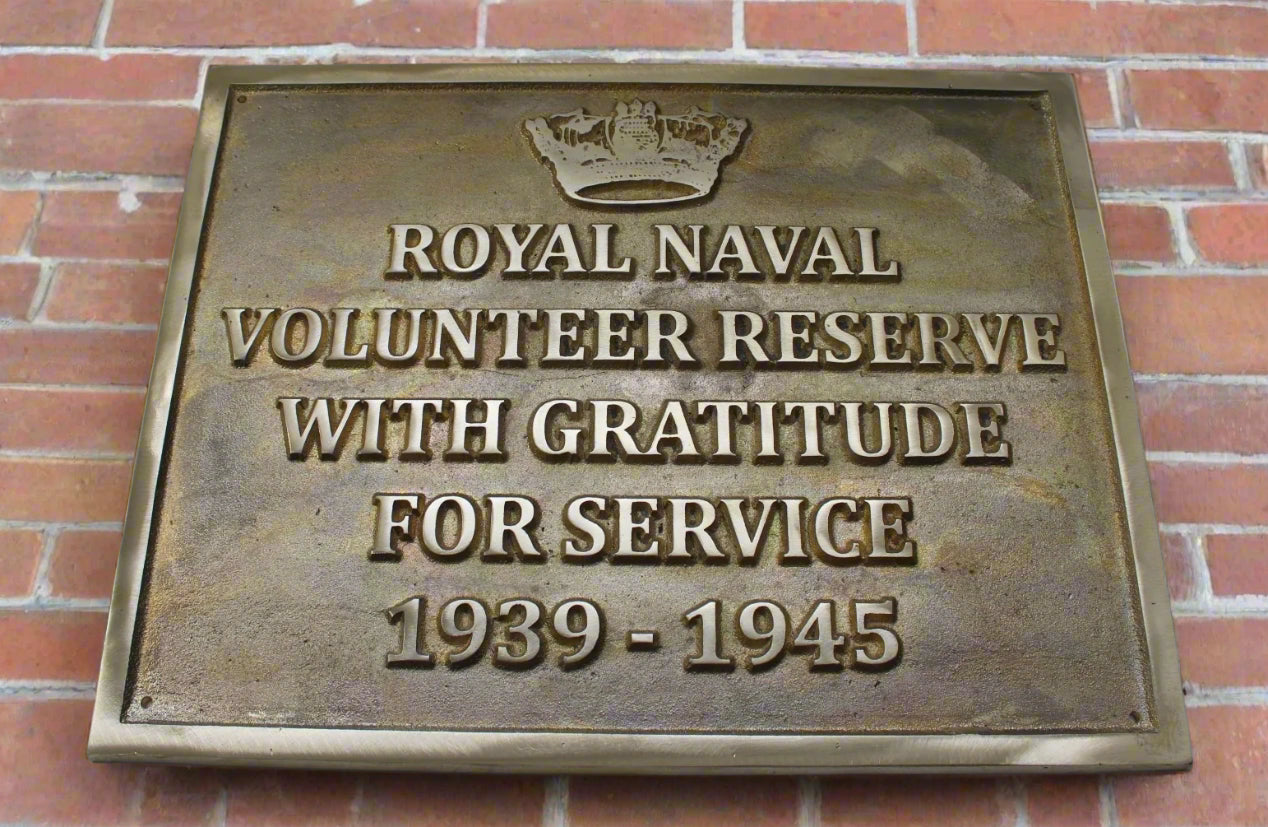 ROYAL NAVAL
VOLUNTEER RESERVE
WITH GRATITUDE
FOR SERVICE
1939 - 1945